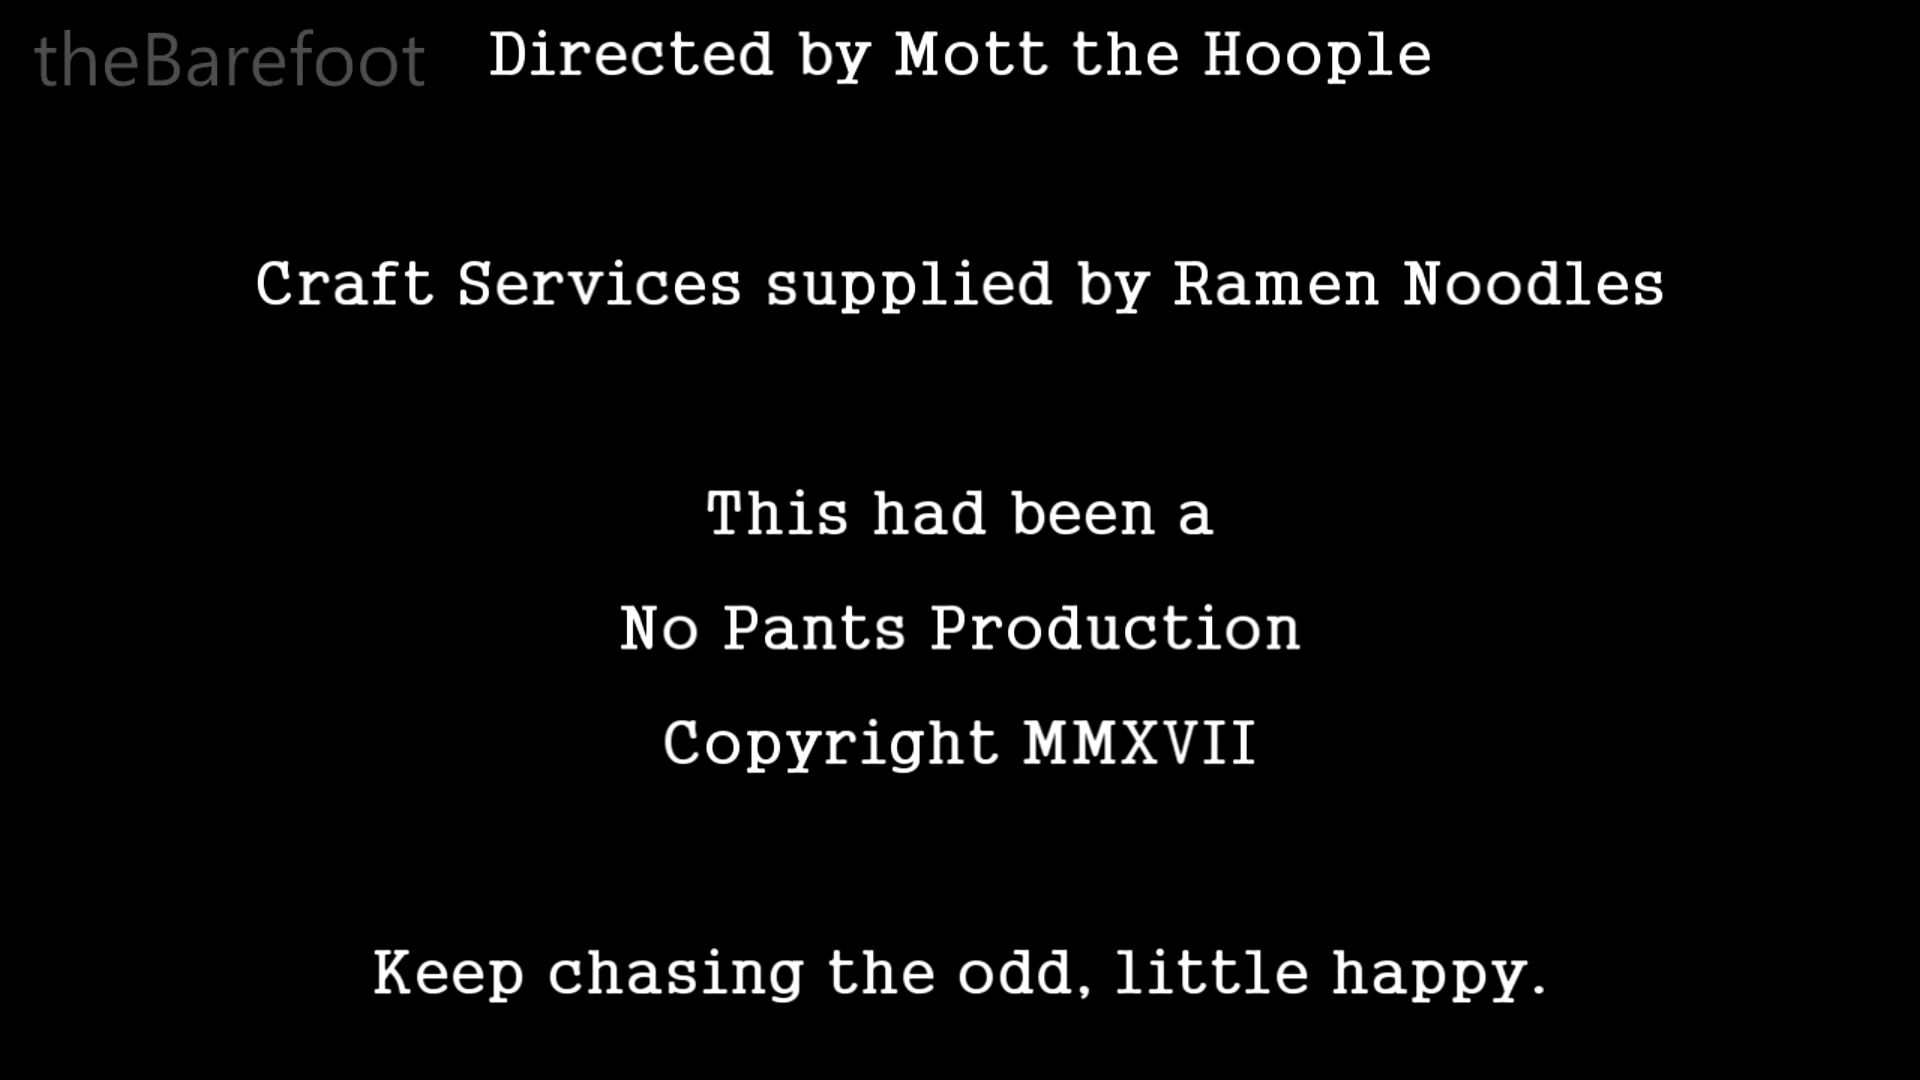 theBarefoot
Directed by Mott the Hoople
Craft Services supplied by Ramen Noodles
This had been a
No Pants Production
Copyright MMXVII
Keep chasing the odd, little happy.